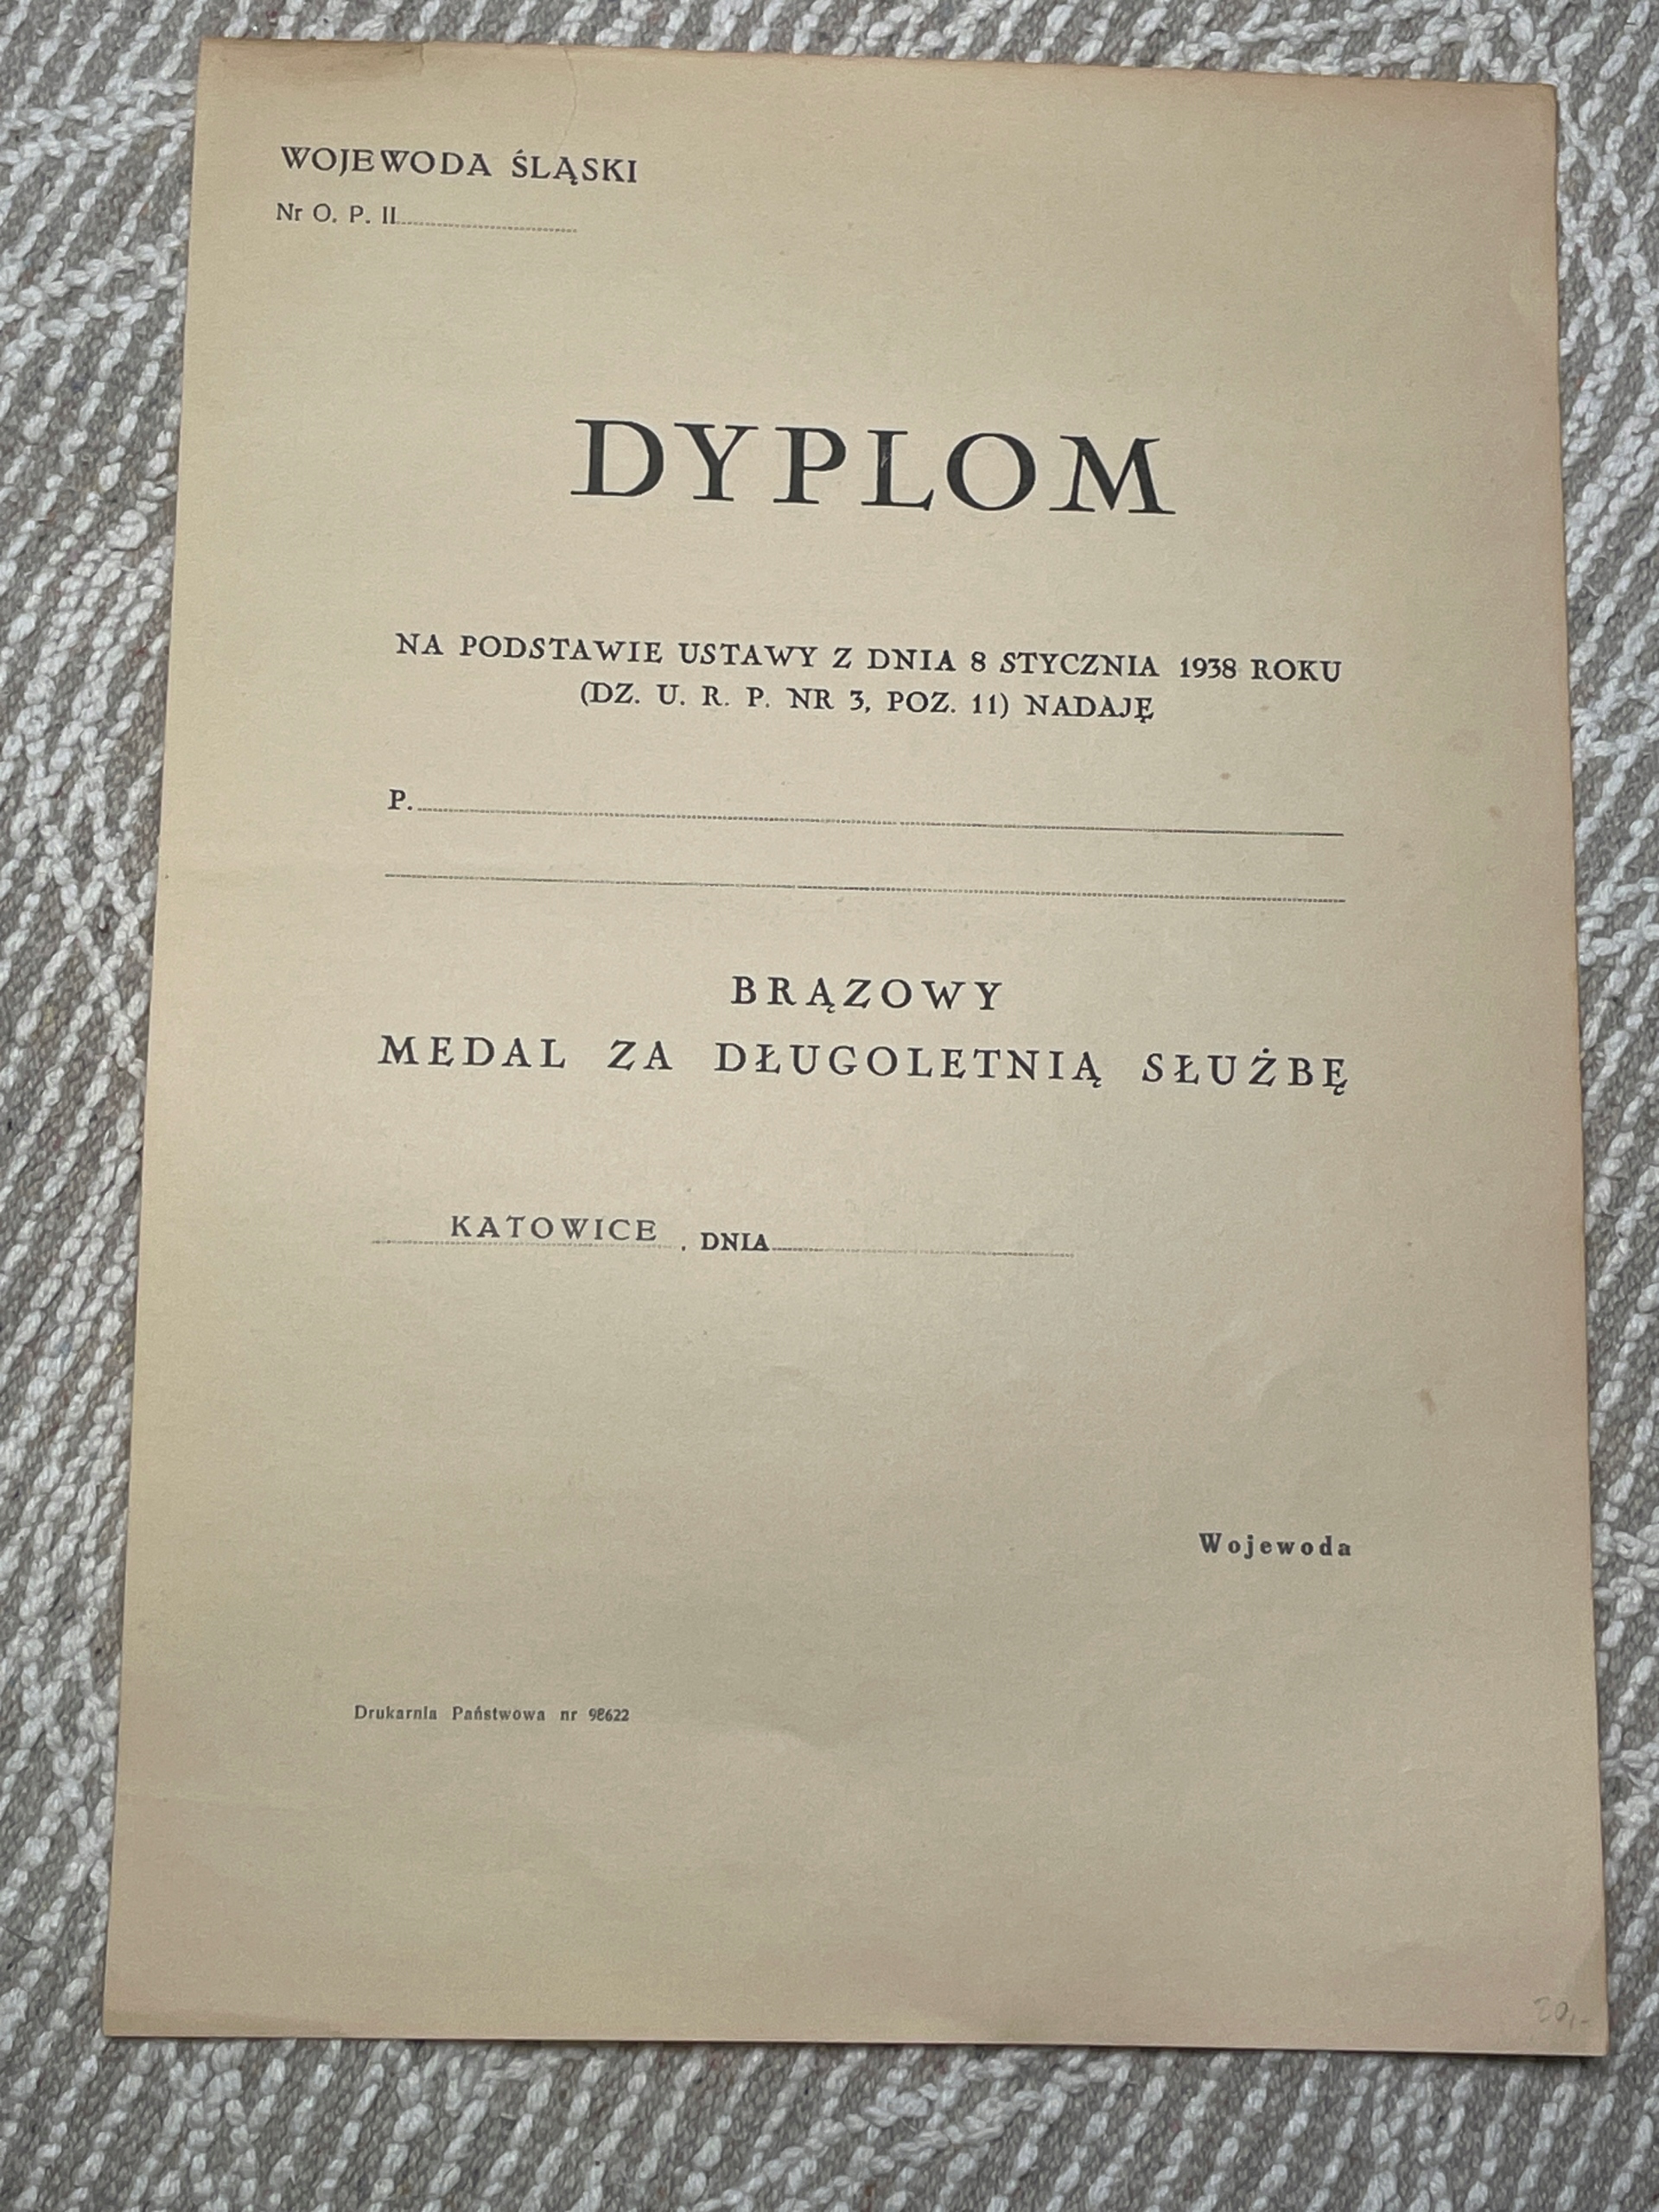 WOJEWODA ŚLĄSKI
Nr O. P. II
DYPLOM
NA PODSTAWIE USTAWY Z DNIA 8 STYCZNIA 1938 ROKU
(DZ. U. R. P. NR 3, POZ. 11) NADAJĘ
P.
BRĄZOWY
MEDAL ZA DŁUGOLETNIĄ SŁUŻBĘ
KATOWICE , DNIA
Wojewoda
Drukarnia Państwowa nr 98622